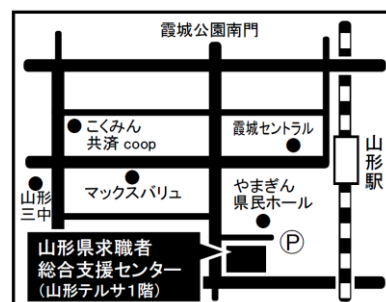 霞城公園南門
こくみん
共済 coop
霞城セントラル
山形駅
山形
三中
マックスバリュ
やまぎん
県民ホール
P
山形県求職者
総合支援センター
(山形テルサ1階)